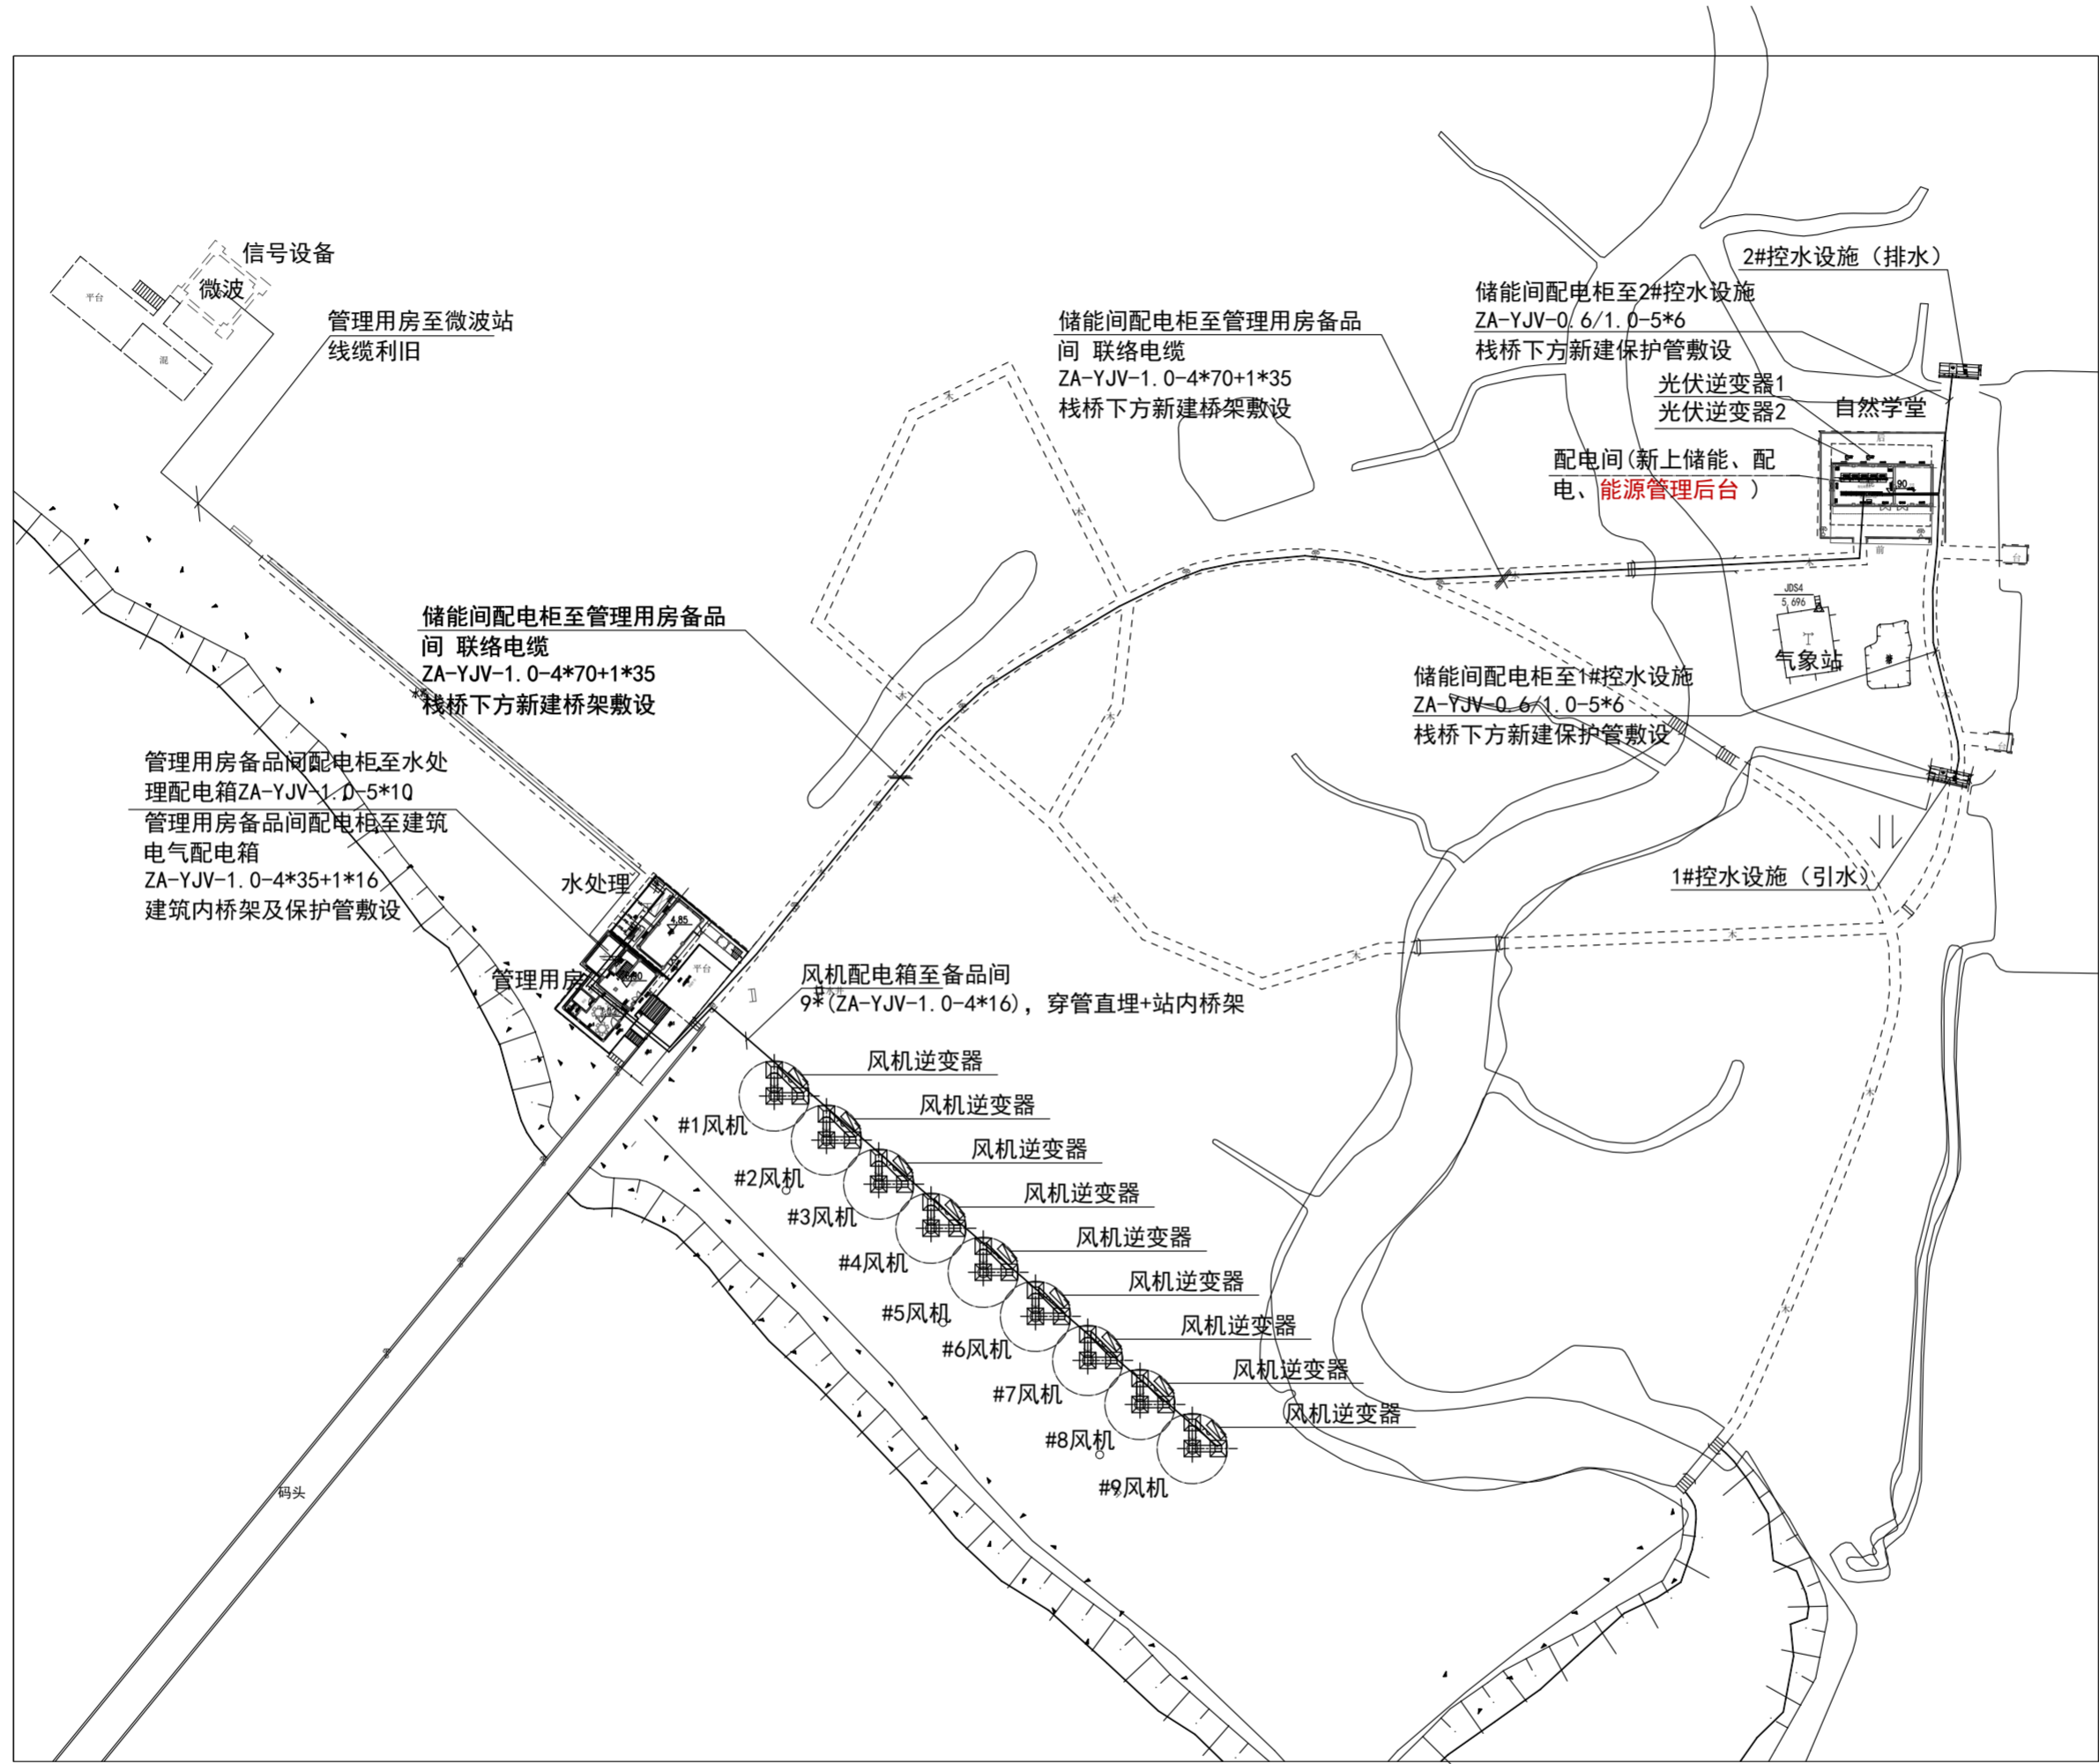 信号设备
微波
平台
混
管理用房至微波站
线缆利旧
储能间配电柜至管理用房备品
间 联络电缆
ZA-YJV-1.0-4*70+1*35
栈桥下方新建桥架敷设
2#控水设施（排水）
储能间配电柜至2#控水设施
ZA-YJV-0.6/1.0-5*6
栈桥下方新建保护管敷设
光伏逆变器1
光伏逆变器2
自然学堂
后
配电间(新上储能、配
电、能源管理后台 ）
前
台
JDS4
5.696
气象站
储能间配电柜至管理用房备品
间 联络电缆
ZA-YJV-1.0-4*70+1*35
栈桥下方新建桥架敷设
储能间配电柜至1#控水设施
ZA-YJV-0.6/1.0-5*6
栈桥下方新建保护管敷设
台
1#控水设施（引水）
管理用房备品间配电柜至水处
理配电箱ZA-YJV-1.0-5*10
管理用房备品间配电柜至建筑
电气配电箱
ZA-YJV-1.0-4*35+1*16
建筑内桥架及保护管敷设
水处理
4.85
平台
管理用房
风机配电箱至备品间
9*(ZA-YJV-1.0-4*16)，穿管直埋+站内桥架
风机逆变器
#1风机
风机逆变器
#2风机
风机逆变器
#3风机
风机逆变器
#4风机
风机逆变器
#5风机
风机逆变器
#6风机
风机逆变器
#7风机
风机逆变器
#8风机
风机逆变器
#9风机
码头